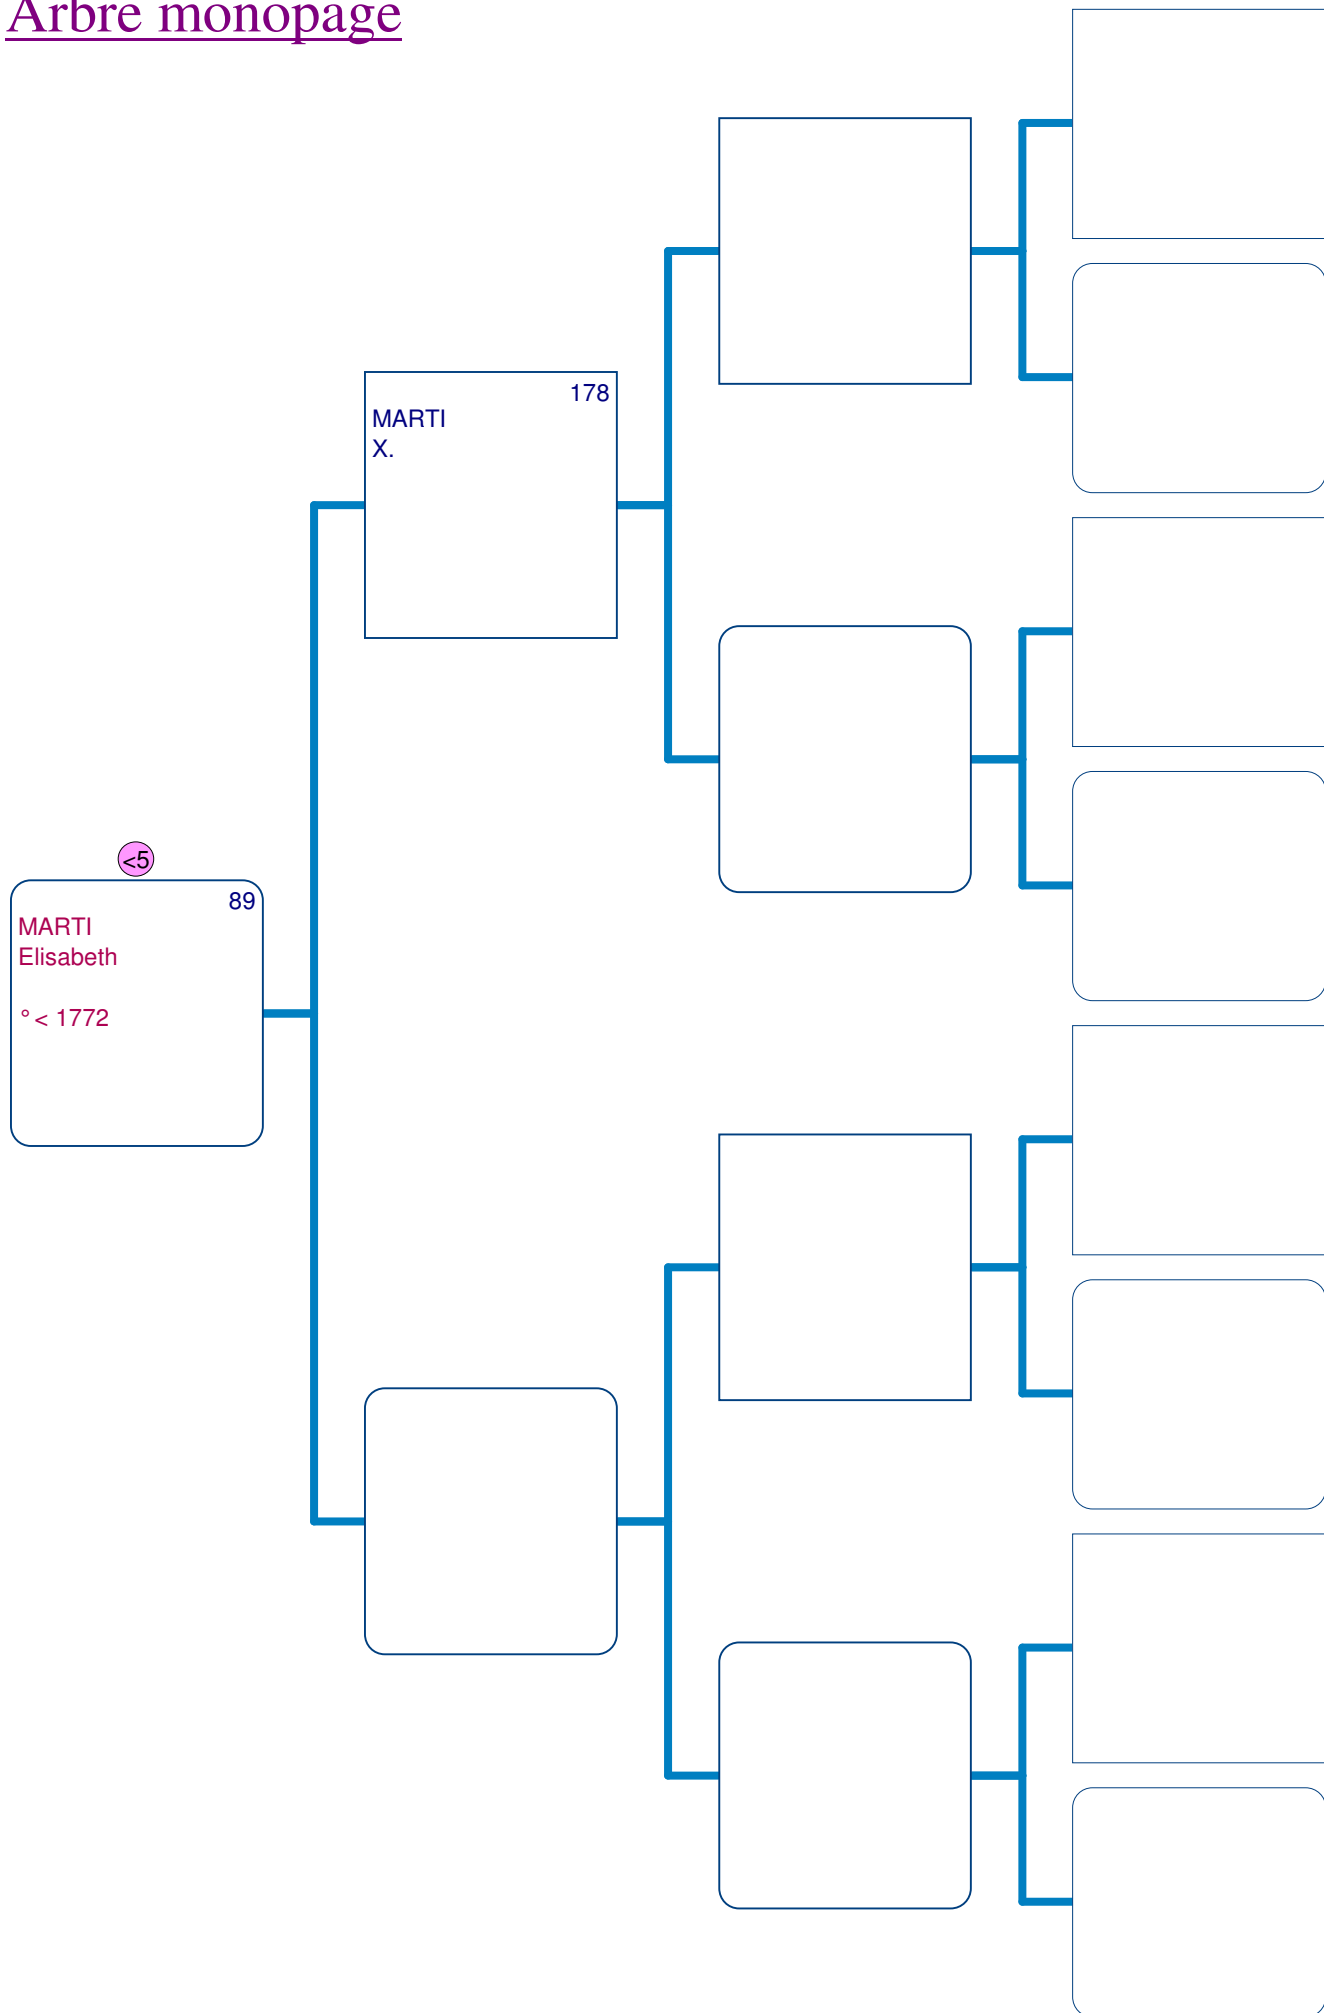 Arbre monopage
178
MARTI
X.
<5
89
MARTI
Elisabeth
° < 1772